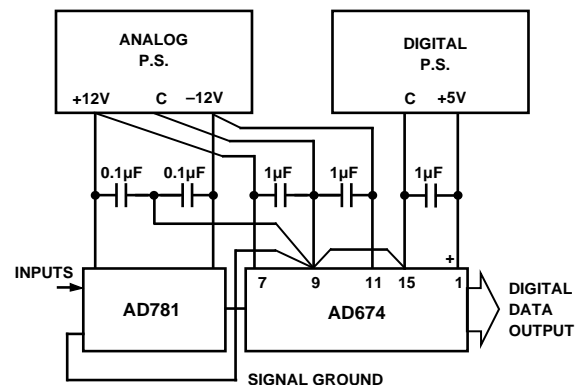 ANALOG
P.S.
DIGITAL
P.S.
+12V C –12V
C +5V
0.1µF 0.1µF 1µF 1µF 1µF
INPUTS
+
7 9 11 15 1
AD781
AD674
DIGITAL
DATA
OUTPUT
SIGNAL GROUND